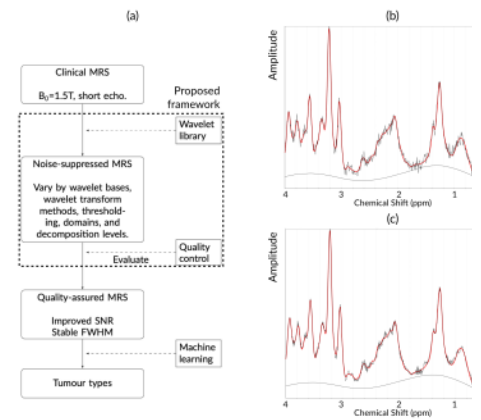 (a)
Clinical MRS
B₀=1.5T, short echo.
Proposed
framework
Wavelet
library
Noise-suppressed MRS
Vary by wavelet bases,
wavelet transform
methods, threshold-
ing, domains, and
decomposition levels.
Quality
control
Evaluate
Quality-assured MRS
Improved SNR
Stable FWHM
Machine
learning
Tumour types
(b)
Amplitude
4 3 2 1
Chemical Shift (ppm)
(c)
Amplitude
4 3 2 1
Chemical Shift (ppm)